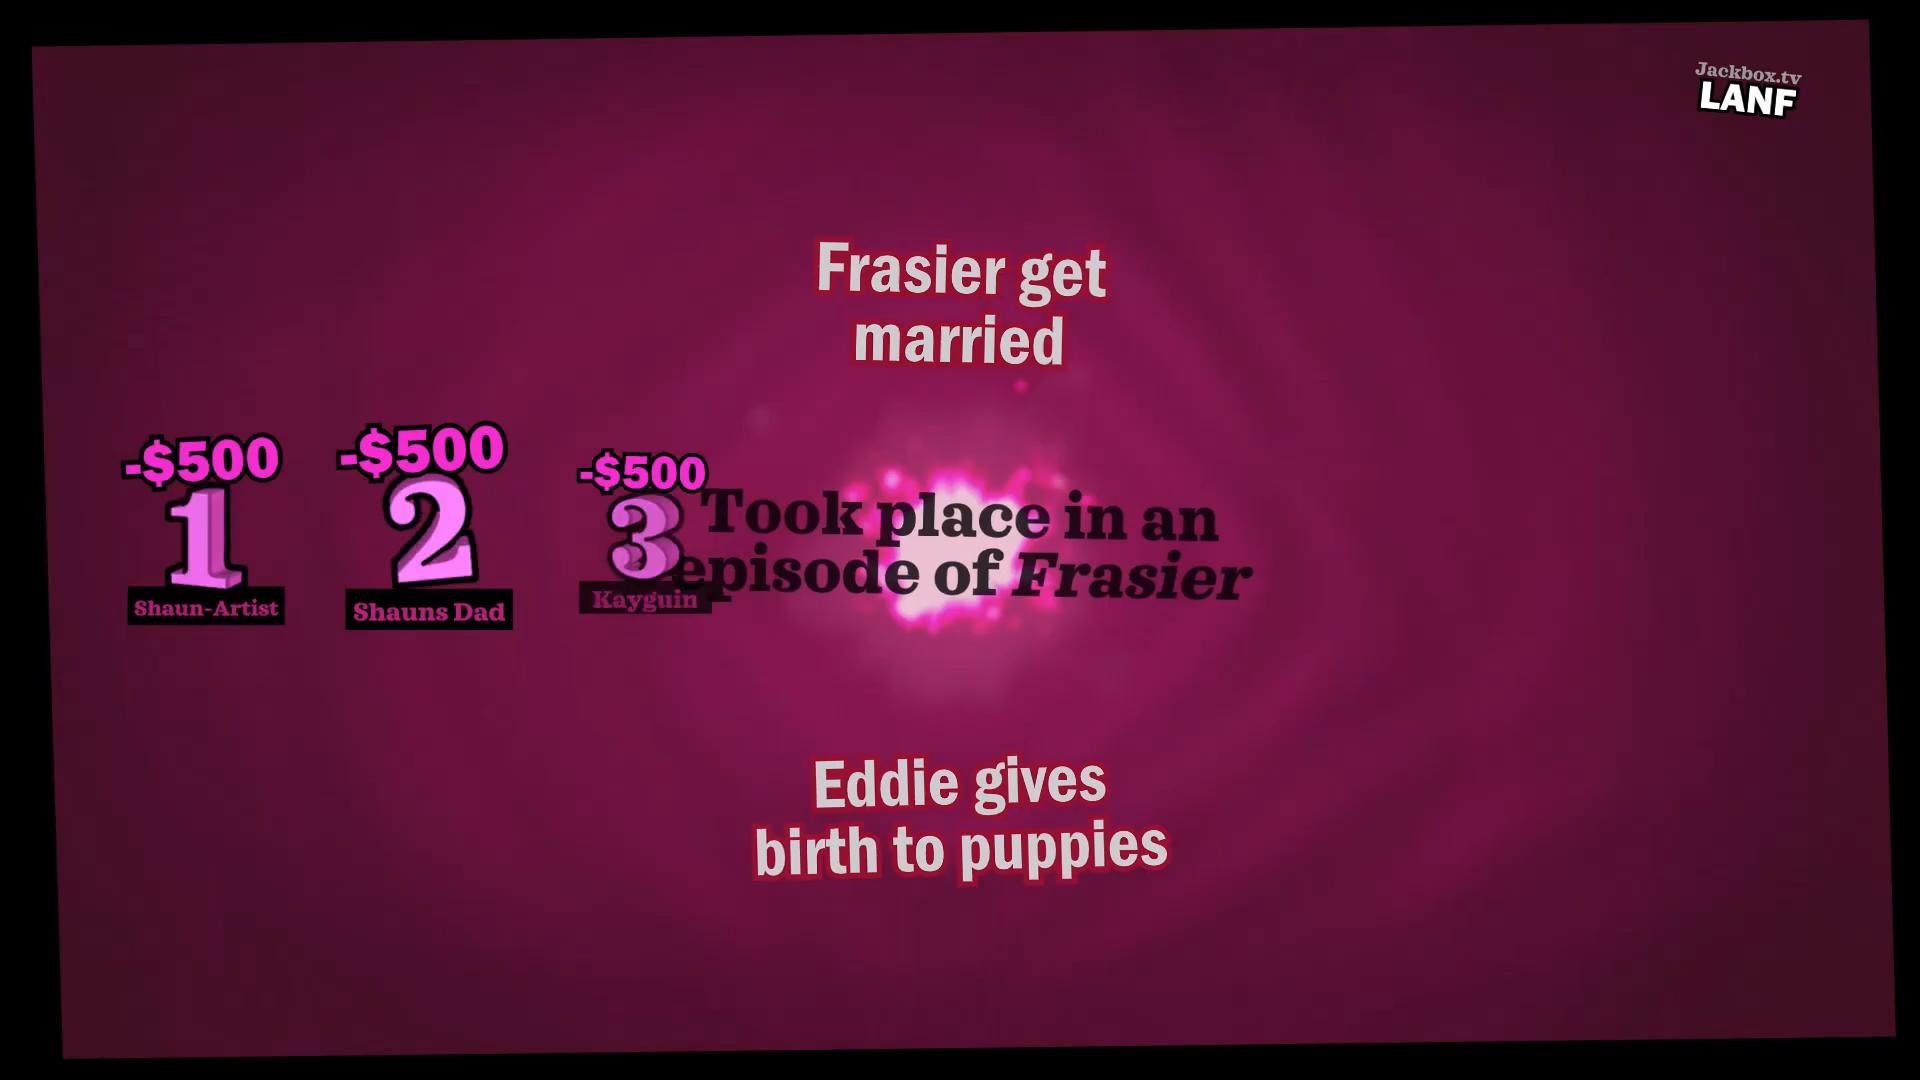 Jackbox.tv
LANF
Frasier get
married
-$500
1
Shaun-Artist
-$500
2
Shauns Dad
-$500
3
Kayguin
Took place in an
episode of Frasier
Eddie gives
birth to puppies